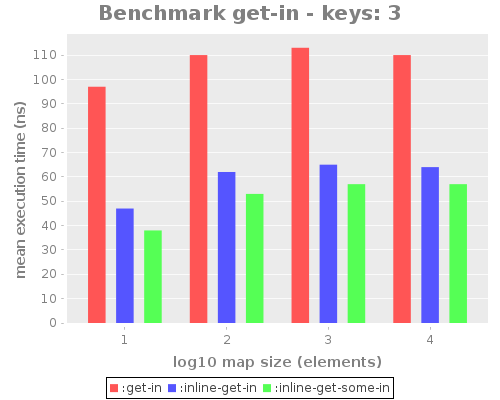 Benchmark get-in - keys: 3
mean execution time (ns)
110
100
90
80
70
60
50
40
30
20
10
0
1 2 3 4
log10 map size (elements)
:get-in :inline-get-in :inline-get-some-in